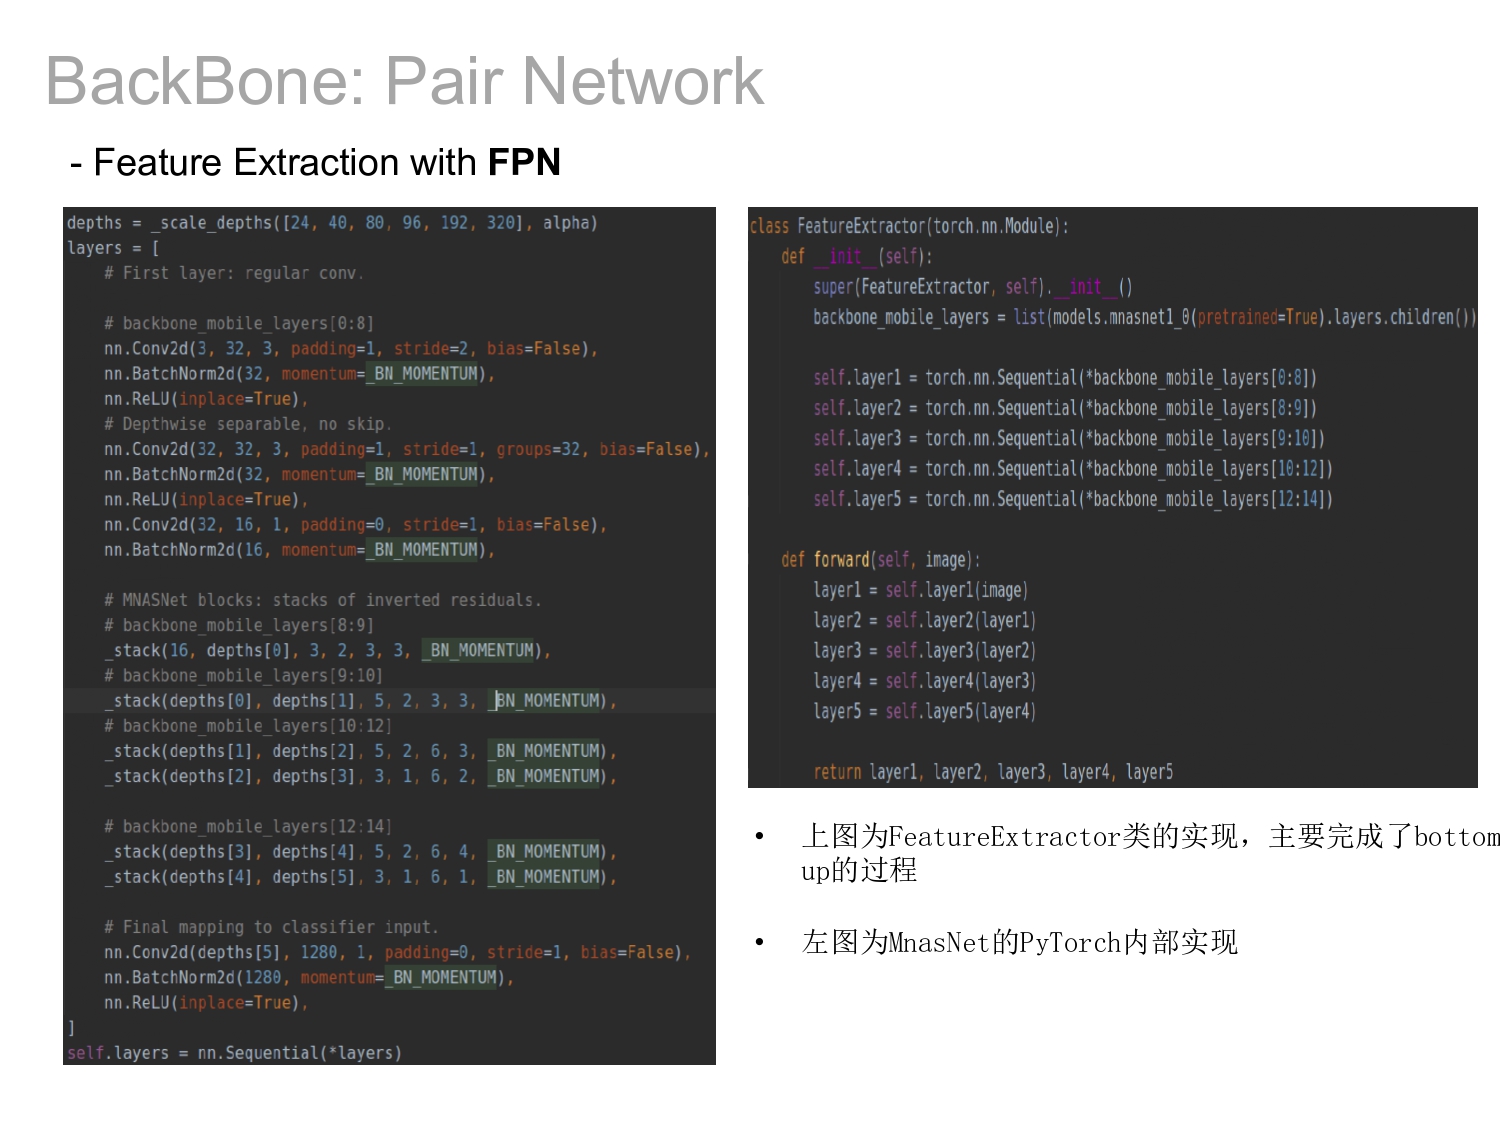 BackBone: Pair Network
- Feature Extraction with FPN
depths = _scale_depths([24, 40, 80, 96, 192, 320], alpha)
layers = [
    # First layer: regular conv.
    # backbone_mobile_layers[0:8]
    nn.Conv2d(3, 32, 3, padding=1, stride=2, bias=False),
    nn.BatchNorm2d(32, momentum=_BN_MOMENTUM),
    nn.ReLU(inplace=True),
    # Depthwise separable, no skip.
    nn.Conv2d(32, 32, 3, padding=1, stride=1, groups=32, bias=False),
    nn.BatchNorm2d(32, momentum=_BN_MOMENTUM),
    nn.ReLU(inplace=True),
    nn.Conv2d(32, 16, 1, padding=0, stride=1, bias=False),
    nn.BatchNorm2d(16, momentum=_BN_MOMENTUM),
    # MNASNet blocks: stacks of inverted residuals.
    # backbone_mobile_layers[8:9]
    _stack(16, depths[0], 3, 2, 3, 3, _BN_MOMENTUM),
    # backbone_mobile_layers[9:10]
    _stack(depths[0], depths[1], 5, 2, 3, 3, _BN_MOMENTUM),
    # backbone_mobile_layers[10:12]
    _stack(depths[1], depths[2], 5, 2, 6, 3, _BN_MOMENTUM),
    _stack(depths[2], depths[3], 3, 1, 6, 2, _BN_MOMENTUM),
    # backbone_mobile_layers[12:14]
    _stack(depths[3], depths[4], 5, 2, 6, 4, _BN_MOMENTUM),
    _stack(depths[4], depths[5], 3, 1, 6, 1, _BN_MOMENTUM),
    # Final mapping to classifier input.
    nn.Conv2d(depths[5], 1280, 1, padding=0, stride=1, bias=False),
    nn.BatchNorm2d(1280, momentum=_BN_MOMENTUM),
    nn.ReLU(inplace=True),
]
self.layers = nn.Sequential(*layers)
class FeatureExtractor(torch.nn.Module):
    def __init__(self):
        super(FeatureExtractor, self).__init__()
        backbone_mobile_layers = list(models.mnasnet1_0(pretrained=True).layers.children())
        self.layer1 = torch.nn.Sequential(*backbone_mobile_layers[0:8])
        self.layer2 = torch.nn.Sequential(*backbone_mobile_layers[8:9])
        self.layer3 = torch.nn.Sequential(*backbone_mobile_layers[9:10])
        self.layer4 = torch.nn.Sequential(*backbone_mobile_layers[10:12])
        self.layer5 = torch.nn.Sequential(*backbone_mobile_layers[12:14])
    def forward(self, image):
        layer1 = self.layer1(image)
        layer2 = self.layer2(layer1)
        layer3 = self.layer3(layer2)
        layer4 = self.layer4(layer3)
        layer5 = self.layer5(layer4)
        return layer1, layer2, layer3, layer4, layer5
• 上图为FeatureExtractor类的实现，主要完成了bottom
up的过程
• 左图为MnasNet的PyTorch内部实现